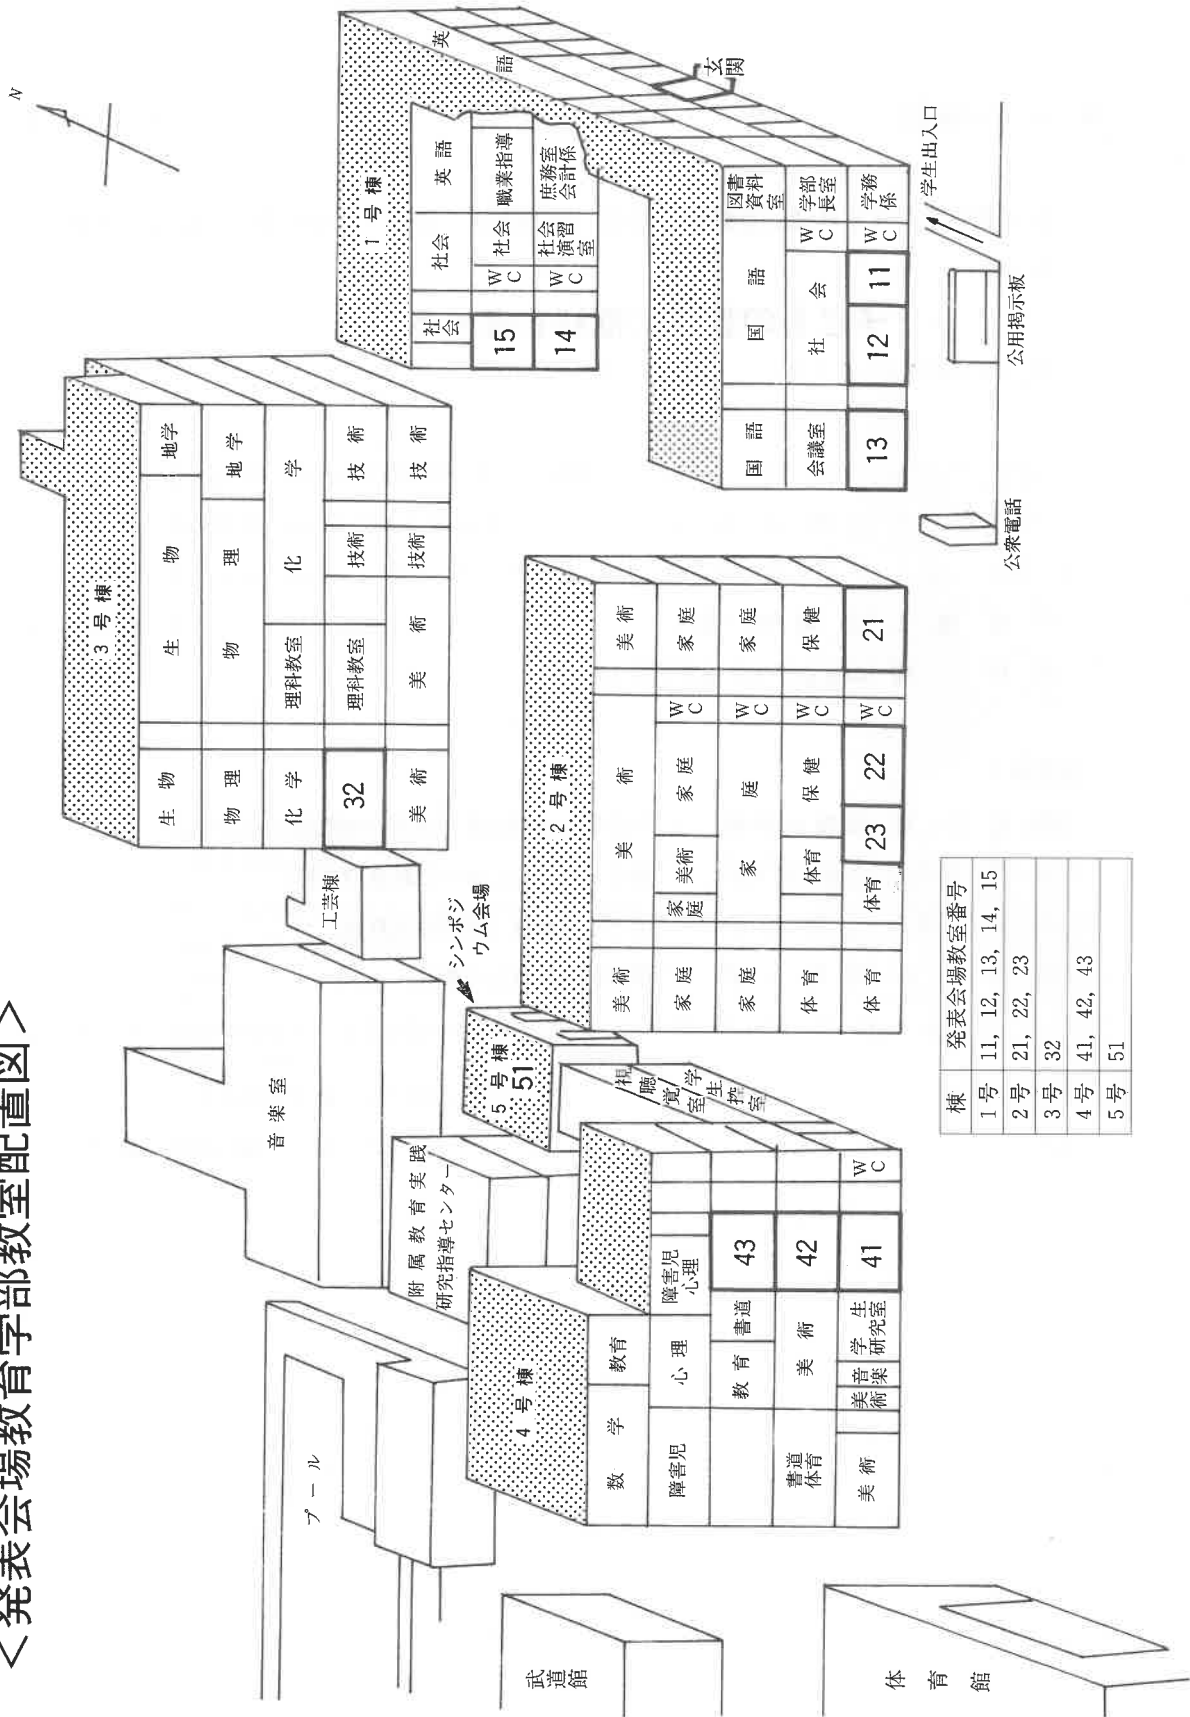 <発表会場教育学部教室配置図>
N
プール
武道館
体育館
音楽室
附属教育実践
研究指導センター
工芸棟
シンポジ
ウム会場
5号棟
51
視聴覚室
学生控室
4号棟
数学 教育
障害児 心理 障害児心理
教育 書道 43
書道体育 美術 42
美術 美術 音楽 学生研究室 41 WC
3号棟
生物 生物 地学
物理 物理 地学
化学 理科教室 化学
32 理科教室 技術 技術
美術 美術 技術 技術
2号棟
美術 美術 美術
家庭 家庭 美術 家庭 WC 家庭
家庭 家庭 WC 家庭
体育 体育 保健 WC 保健
体育 体育 23 22 WC 21
1号棟
社会 社会 英語
15 WC 社会 職業指導
14 WC 社会演習室 庶務室会計係
英語
玄関
国語 国語 図書資料室
会議室 社会 WC 学部長室
13 12 11 WC 学務係
学生出入口
公用掲示板
公衆電話
棟 発表会場教室番号
1号 11, 12, 13, 14, 15
2号 21, 22, 23
3号 32
4号 41, 42, 43
5号 51